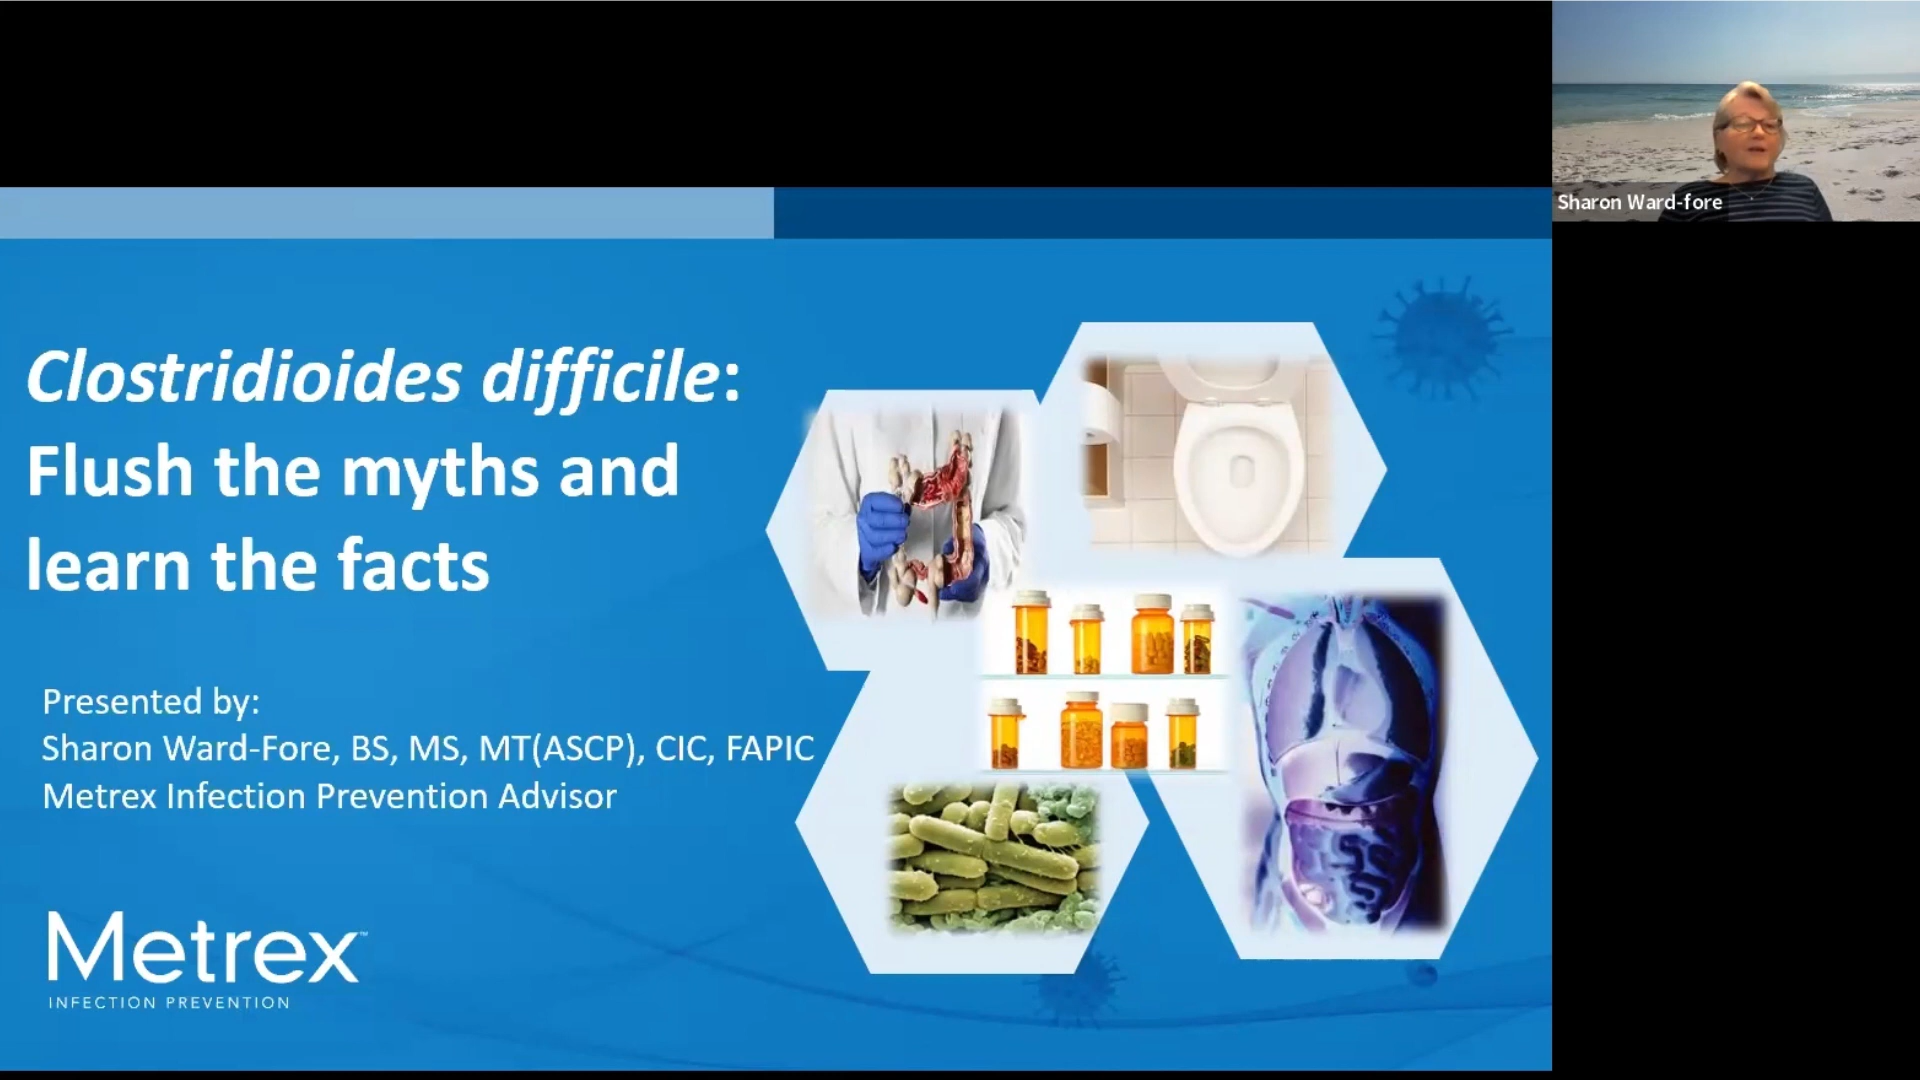 Sharon Ward-fore
Clostridioides difficile:
Flush the myths and
learn the facts
Presented by:
Sharon Ward-Fore, BS, MS, MT(ASCP), CIC, FAPIC
Metrex Infection Prevention Advisor
Metrex™
INFECTION PREVENTION